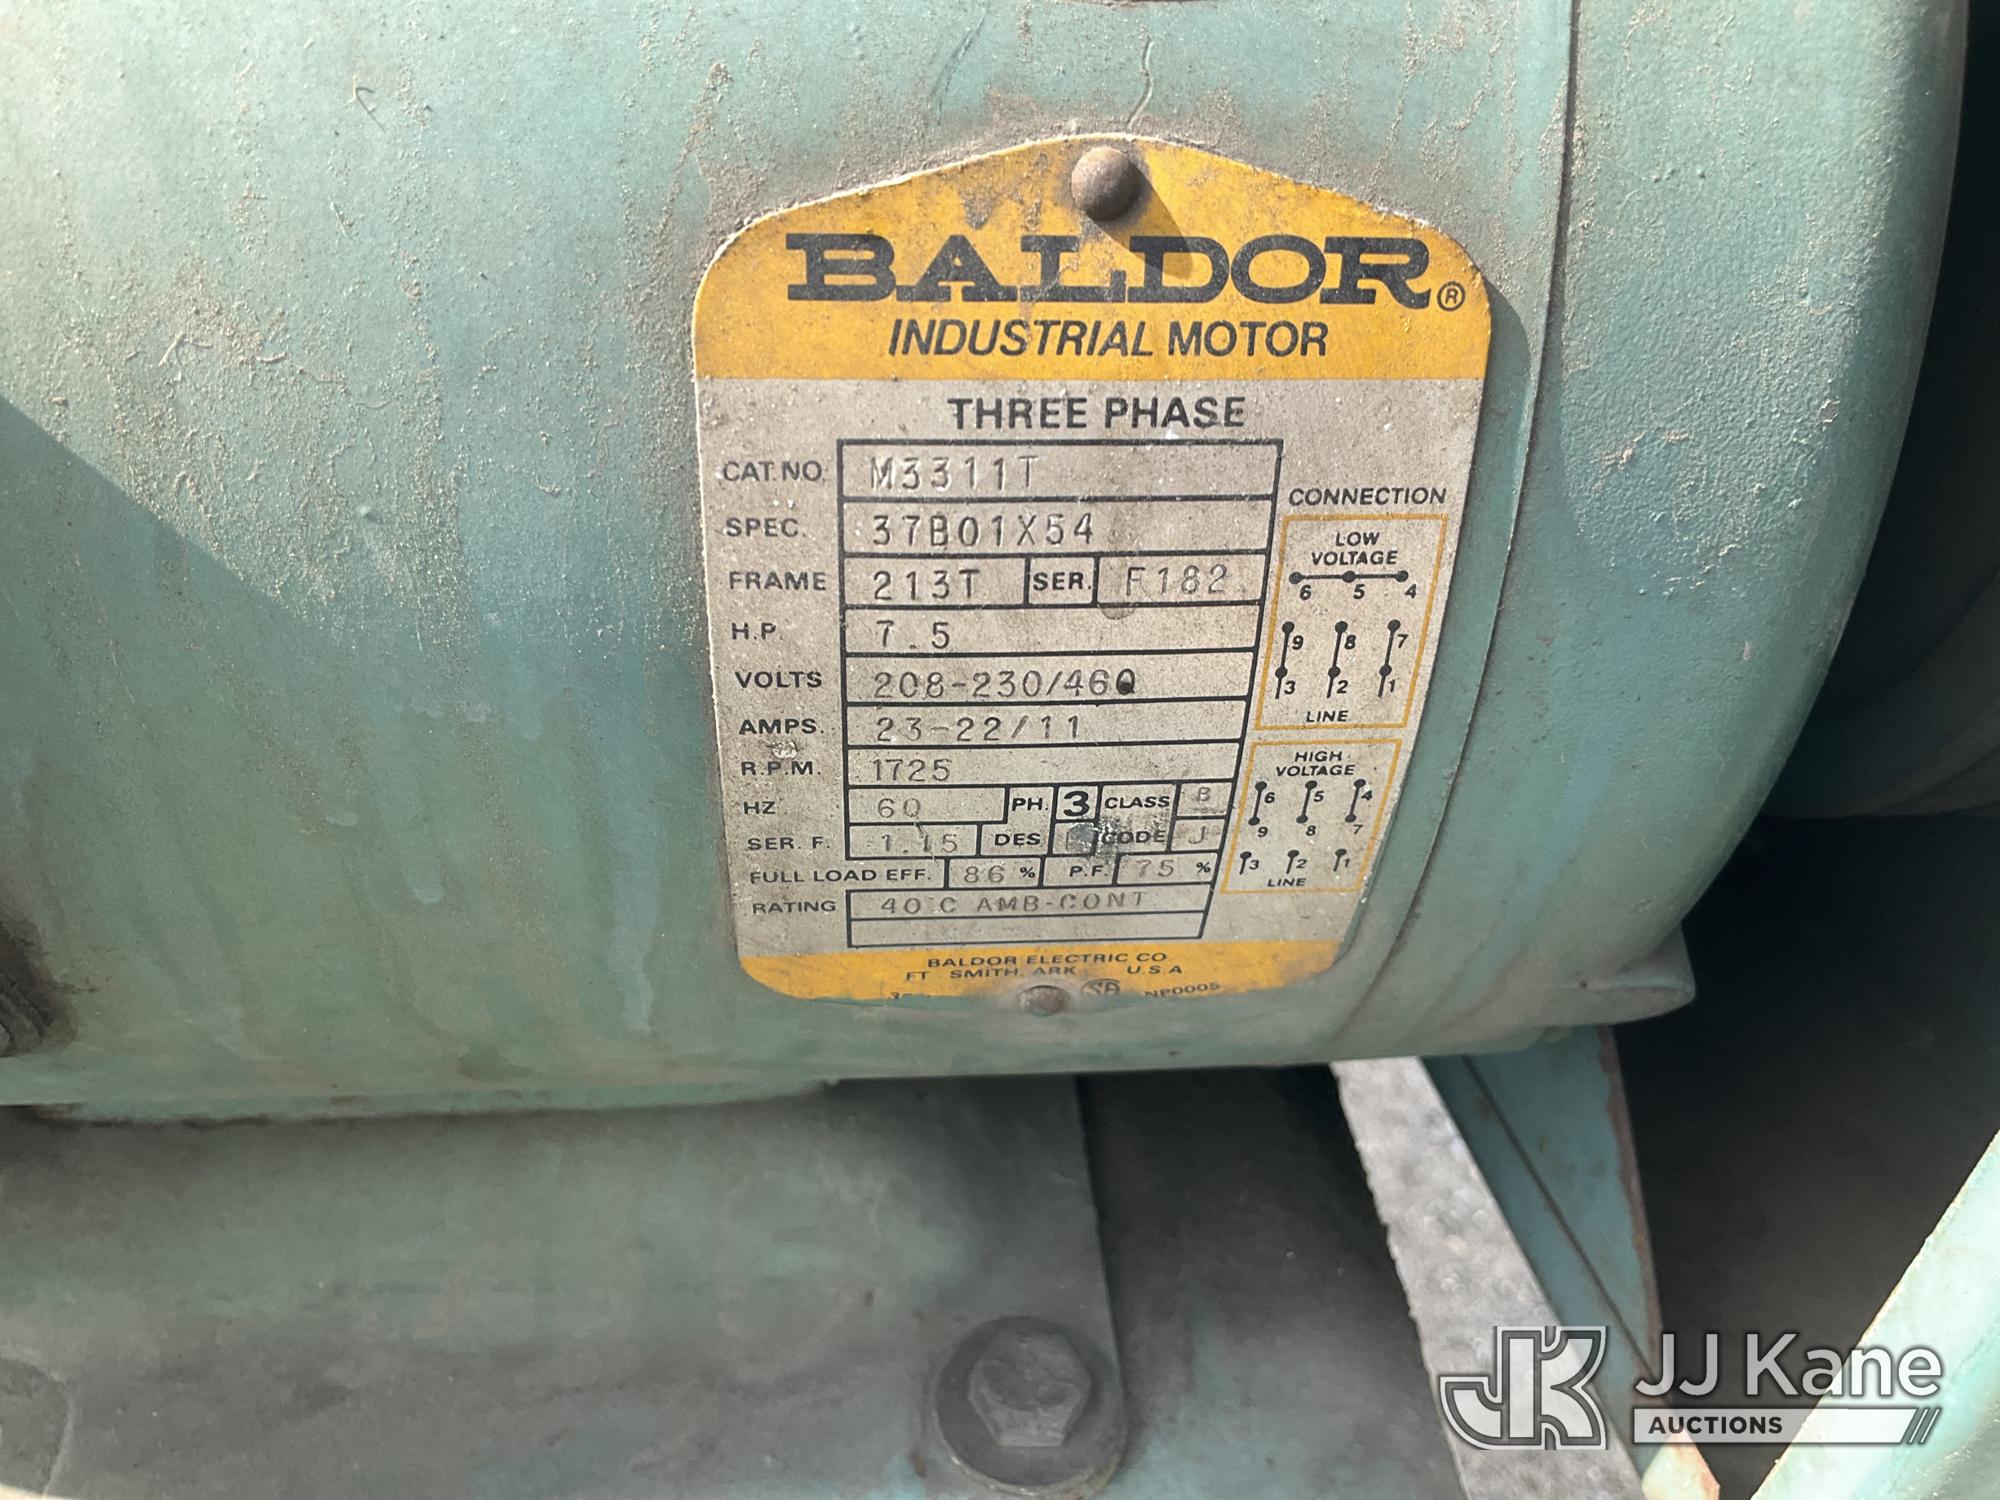 BALDOR®
INDUSTRIAL MOTOR
THREE PHASE
CAT. NO. M3311T
SPEC. 37B01X54
FRAME 213T SER. F182
H.P. 7.5
VOLTS 208-230/460
AMPS. 23-22/11
R.P.M. 1725
HZ 60 PH. 3 CLASS B
SER. F. 1.15 DES CODE J
FULL LOAD EFF. 86 % P.F. 75 %
RATING 40 C AMB-CONT
CONNECTION
LOW
VOLTAGE
6 5 4
9 8 7
3 2 1
LINE
HIGH
VOLTAGE
6 5 4
9 8 7
3 2 1
LINE
BALDOR ELECTRIC CO
FT SMITH, ARK U.S.A
SA NP0005
JK JJ Kane
AUCTIONS